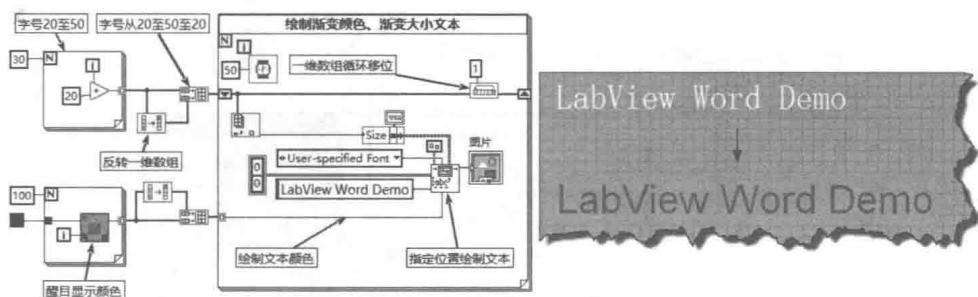 字号20至50
字号从20至50至20
30
N
i
20
反转一维数组
100
N
i
醒目显示颜色
绘制渐变颜色、渐变大小文本
N
i
50
一维数组循环移位
1
Size
图片
User-specified Font
0
0
LabView Word Demo
绘制文本颜色
指定位置绘制文本
LabView Word Demo
LabView Word Demo